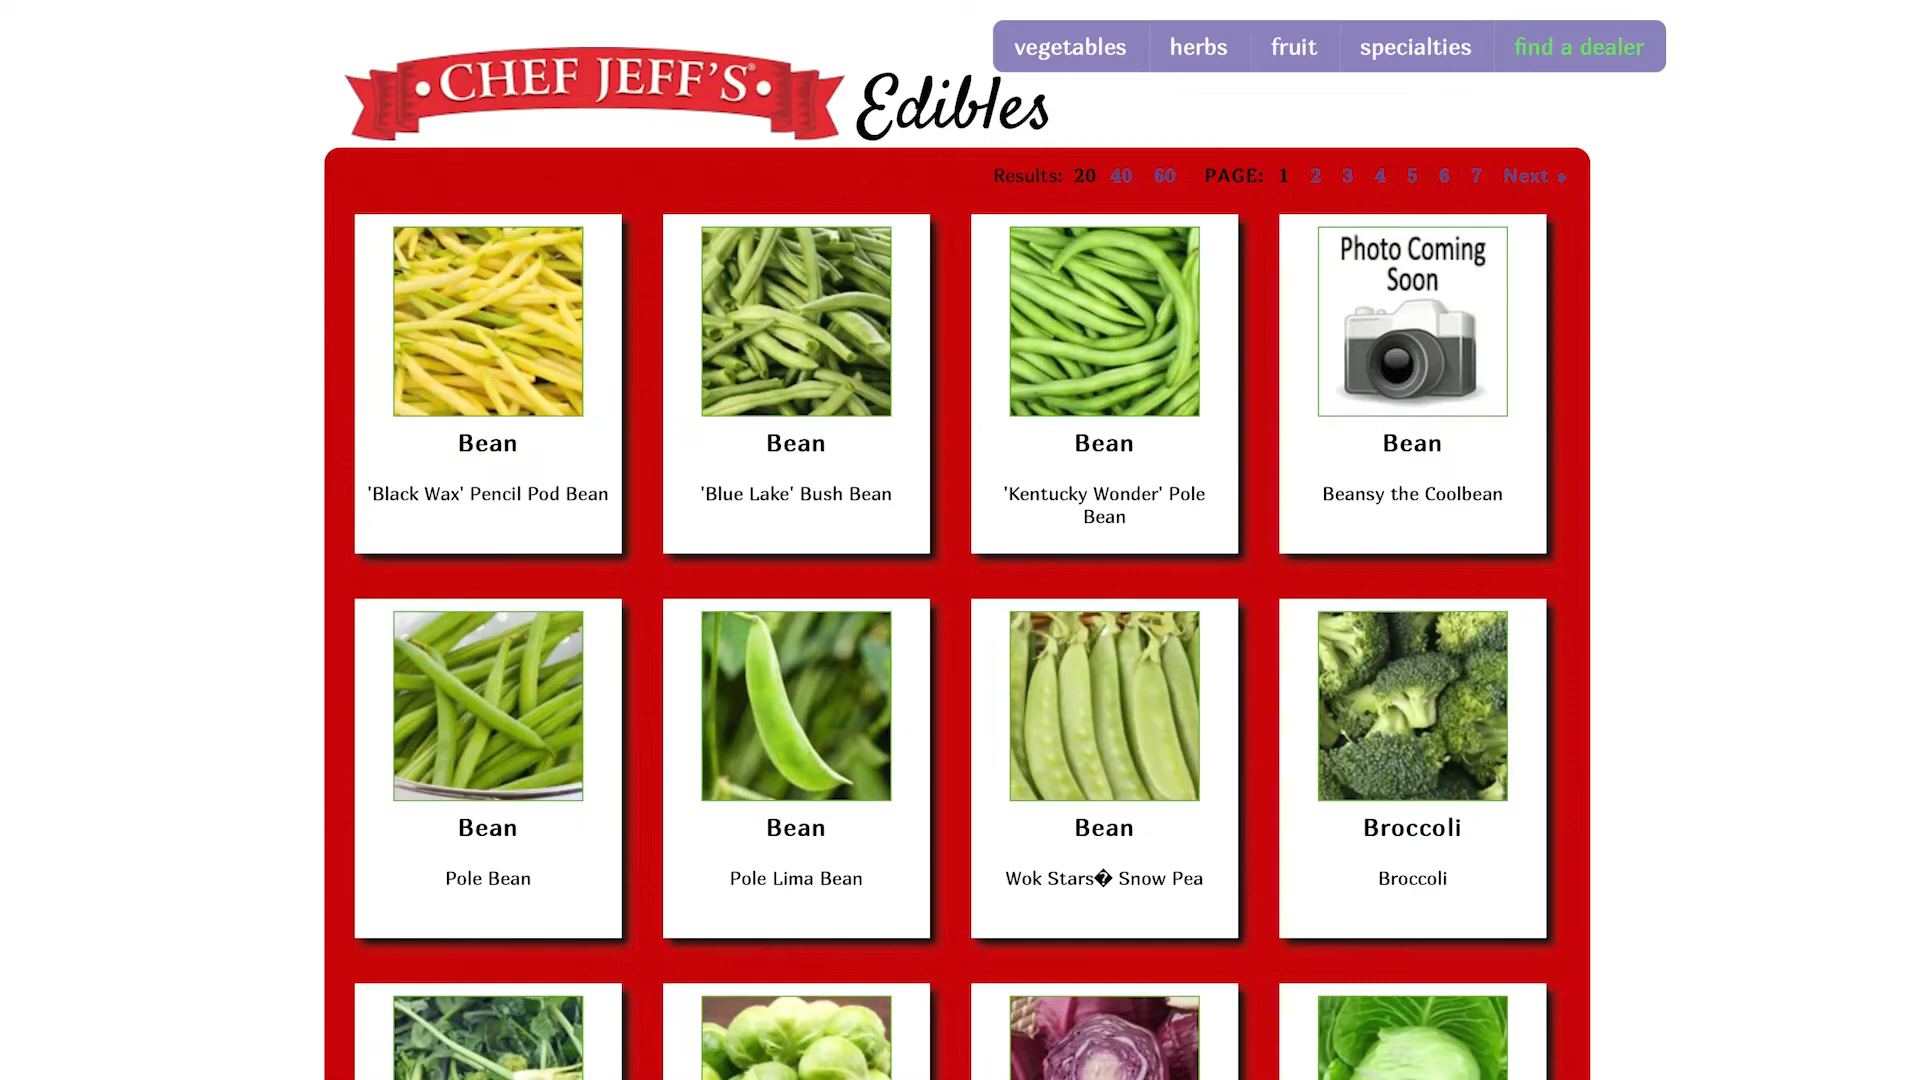 vegetables herbs fruit specialties find a dealer
CHEF JEFF'S® Edibles
Results: 20 40 60 PAGE: 1 2 3 4 5 6 7 Next »
Photo Coming
Soon
Bean
'Black Wax' Pencil Pod Bean
Bean
'Blue Lake' Bush Bean
Bean
'Kentucky Wonder' Pole
Bean
Bean
Beansy the Coolbean
Bean
Pole Bean
Bean
Pole Lima Bean
Bean
Wok Stars� Snow Pea
Broccoli
Broccoli